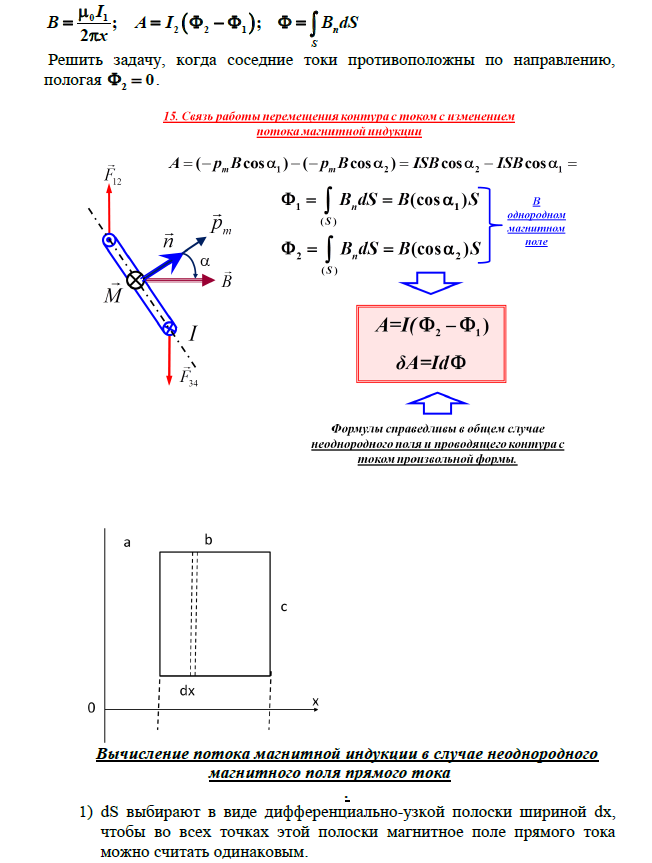 B = μ₀I₁ / 2πx ; A = I₂(Φ₂ − Φ₁); Φ = ∫_S BₙdS
Решить задачу, когда соседние токи противоположны по направлению,
пологая Φ₂ = 0.
15. Связь работы перемещения контура с током с изменением
потока магнитной индукции
A = (−pₘB cos α₁) − (−pₘB cos α₂) = ISB cos α₂ − ISB cos α₁ =
F⃗₁₂
n⃗
p⃗ₘ
α
B⃗
M⃗
I
F⃗₃₄
Φ₁ = ∫_(S) BₙdS = B(cos α₁)S
Φ₂ = ∫_(S) BₙdS = B(cos α₂)S
В
однородном
магнитном
поле
A=I(Φ₂ − Φ₁)
δA=IdΦ
Формулы справедливы в общем случае
неоднородного поля и проводящего контура с
током произвольной формы.
a
b
c
dx
0
x
Вычисление потока магнитной индукции в случае неоднородного
магнитного поля прямого тока
.
1) dS выбирают в виде дифференциально-узкой полоски шириной dx,
чтобы во всех точках этой полоски магнитное поле прямого тока
можно считать одинаковым.